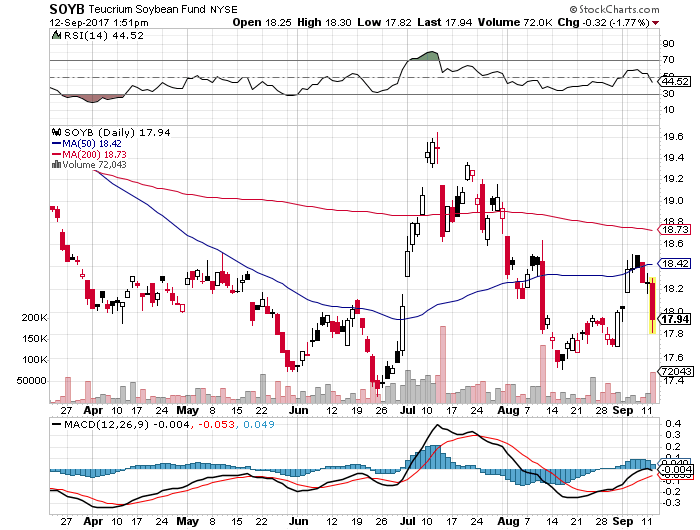 SOYB Teucrium Soybean Fund NYSE © StockCharts.com
12-Sep-2017 1:51pm Open 18.25 High 18.30 Low 17.82 Last 17.94 Volume 72.0K Chg -0.32 (-1.77%)
RSI(14) 44.52
90
70
50
44.52
30
10
SOYB (Daily) 17.94
MA(50) 18.42
MA(200) 18.73
Volume 72,043
19.6
19.4
19.2
19.0
18.8
18.73
18.6
18.42
18.2
18.0
17.94
17.8
17.6
17.4
200K
150K
100K
50000
72043
27 Apr 10 17 24 May 8 15 22 Jun 12 19 26 Jul 10 17 24 Aug 7 14 21 28 Sep 11
MACD(12,26,9) -0.004, -0.053, 0.049
0.4
0.3
0.2
0.1
-0.004
-0.1
-0.2
-0.3
27 Apr 10 17 24 May 8 15 22 Jun 12 19 26 Jul 10 17 24 Aug 7 14 21 28 Sep 11